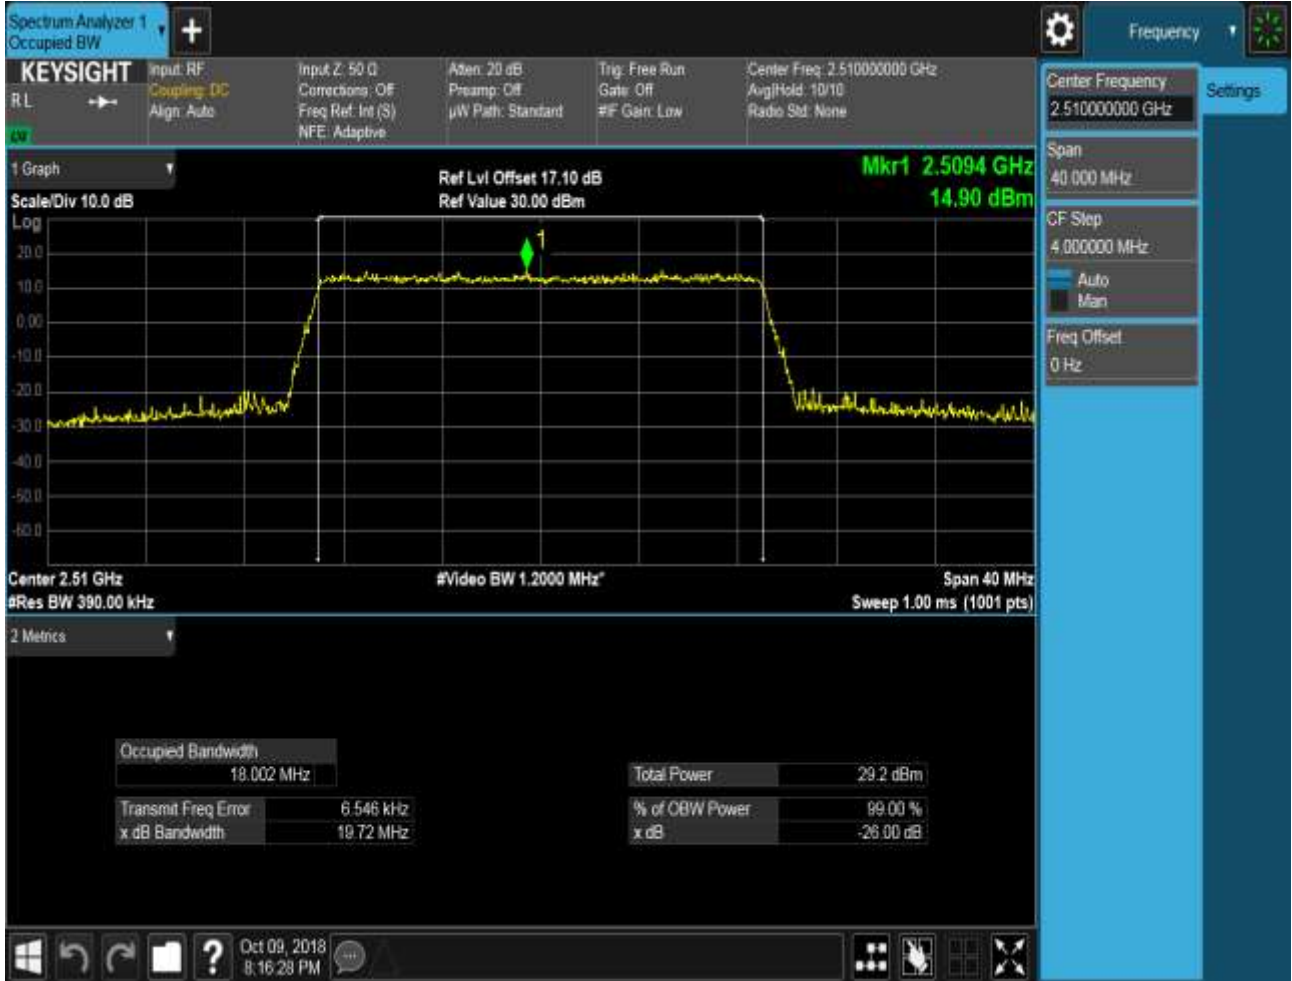 Spectrum Analyzer 1
Occupied BW
Frequency
KEYSIGHT
R L
Input: RF
Coupling: DC
Align: Auto
Input Z: 50 Ω
Corrections: Off
Freq Ref: Int (S)
NFE: Adaptive
Atten: 20 dB
Preamp: Off
µW Path: Standard
Trig: Free Run
Gate: Off
#IF Gain: Low
Center Freq: 2.510000000 GHz
Avg|Hold: 10/10
Radio Std: None
Center Frequency
2.510000000 GHz
Settings
Span
40.000 MHz
CF Step
4.000000 MHz
Auto
Man
Freq Offset
0 Hz
1 Graph
Scale/Div 10.0 dB
Log
Ref Lvl Offset 17.10 dB
Ref Value 30.00 dBm
Mkr1 2.5094 GHz
14.90 dBm
1
20.0
10.0
0.00
-10.0
-20.0
-30.0
-40.0
-50.0
-60.0
Center 2.51 GHz
#Res BW 390.00 kHz
#Video BW 1.2000 MHz*
Span 40 MHz
Sweep 1.00 ms (1001 pts)
2 Metrics
Occupied Bandwidth
18.002 MHz
Transmit Freq Error 6.546 kHz
x dB Bandwidth 19.72 MHz
Total Power 29.2 dBm
% of OBW Power 99.00 %
x dB -26.00 dB
Oct 09, 2018
8:16:28 PM